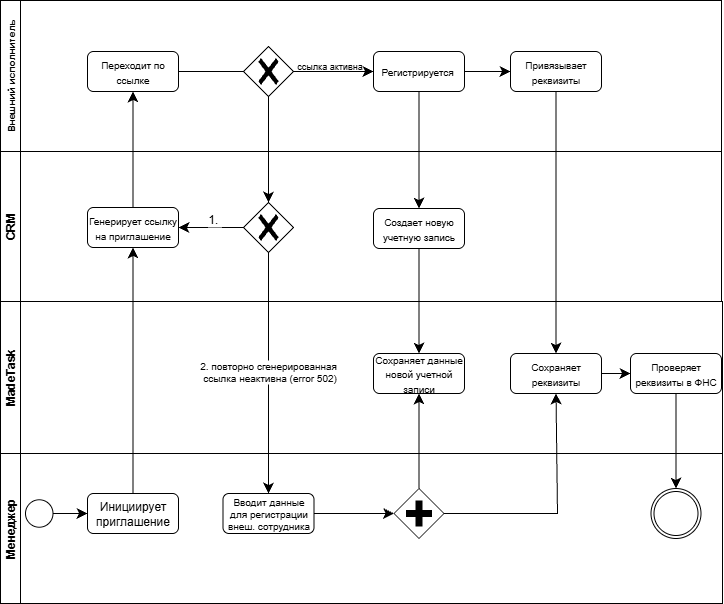 Внешний исполнитель
Переходит по
ссылке
ссылка активна
Регистрируется
Привязывает
реквизиты
CRM
Генерирует ссылку
на приглашение
1.
Создает новую
учетную запись
MadeTask
2. повторно сгенерированная
ссылка неактивна (error 502)
Сохраняет данные
новой учетной
записи
Сохраняет
реквизиты
Проверяет
реквизиты в ФНС
Менеджер
Инициирует
приглашение
Вводит данные
для регистрации
внеш. сотрудника